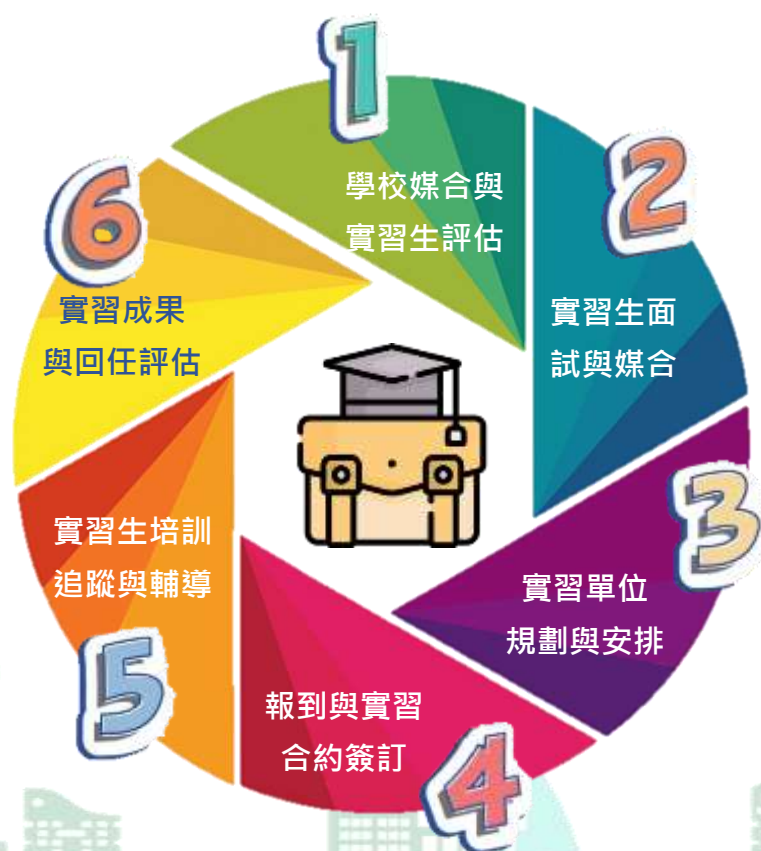 1
學校媒合與
實習生評估
2
實習生面
試與媒合
3
實習單位
規劃與安排
4
報到與實習
合約簽訂
5
實習生培訓
追蹤與輔導
6
實習成果
與回任評估